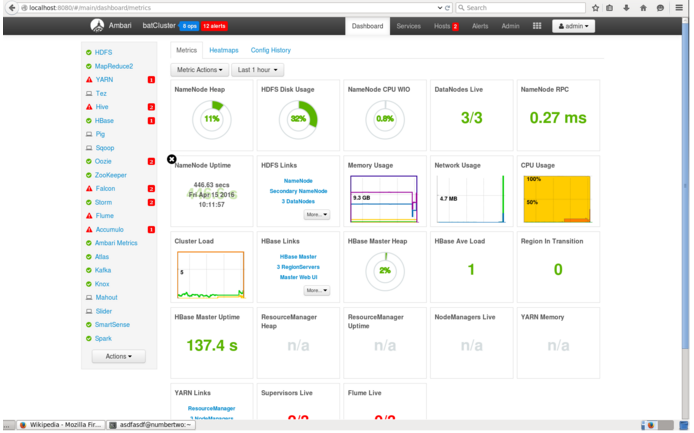 localhost:8080/#/main/dashboard/metrics
Search
Ambari batCluster 0 ops 12 alerts Dashboard Services Hosts 2 Alerts Admin admin
HDFS
MapReduce2
YARN 1
Tez
Hive 2
HBase 1
Pig
Sqoop
Oozie 2
ZooKeeper
Falcon 2
Storm 2
Flume
Accumulo 1
Ambari Metrics
Atlas
Kafka
Knox
Mahout
Slider
SmartSense
Spark
Actions
Metrics Heatmaps Config History
Metric Actions Last 1 hour
NameNode Heap
11%
HDFS Disk Usage
32%
NameNode CPU WIO
0.8%
DataNodes Live
3/3
NameNode RPC
0.27 ms
NameNode Uptime
446.63 secs
Fri Apr 15 2016
10:11:57
HDFS Links
NameNode
Secondary NameNode
3 DataNodes
More...
Memory Usage
9.3 GB
Network Usage
4.7 MB
CPU Usage
100%
50%
Cluster Load
5
HBase Links
HBase Master
3 RegionServers
Master Web UI
More...
HBase Master Heap
2%
HBase Ave Load
1
Region In Transition
0
HBase Master Uptime
137.4 s
ResourceManager
Heap
n/a
ResourceManager
Uptime
n/a
NodeManagers Live
n/a
YARN Memory
n/a
YARN Links
ResourceManager
3 NodeManagers
Supervisors Live
Flume Live
Wikipedia - Mozilla Fir...
asdfasdf@numbertwo:~